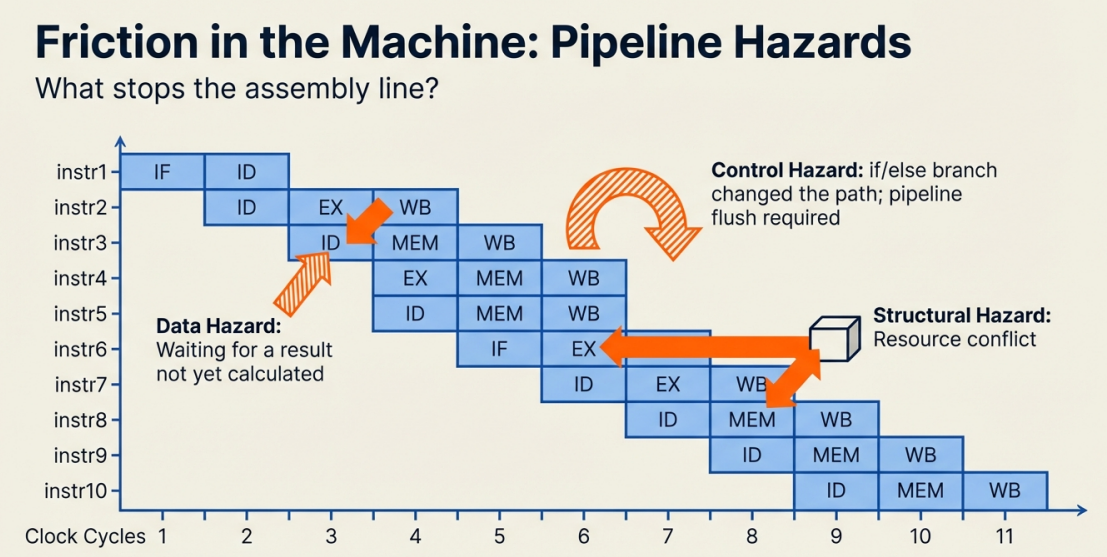 Friction in the Machine: Pipeline Hazards
What stops the assembly line?
instr1 IF ID
instr2 ID EX WB
instr3 ID MEM WB
instr4 EX MEM WB
instr5 ID MEM WB
instr6 IF EX
instr7 ID EX WB
instr8 ID MEM WB
instr9 ID MEM WB
instr10 ID MEM WB
Control Hazard: if/else branch
changed the path; pipeline
flush required
Data Hazard:
Waiting for a result
not yet calculated
Structural Hazard:
Resource conflict
Clock Cycles 1 2 3 4 5 6 7 8 9 10 11